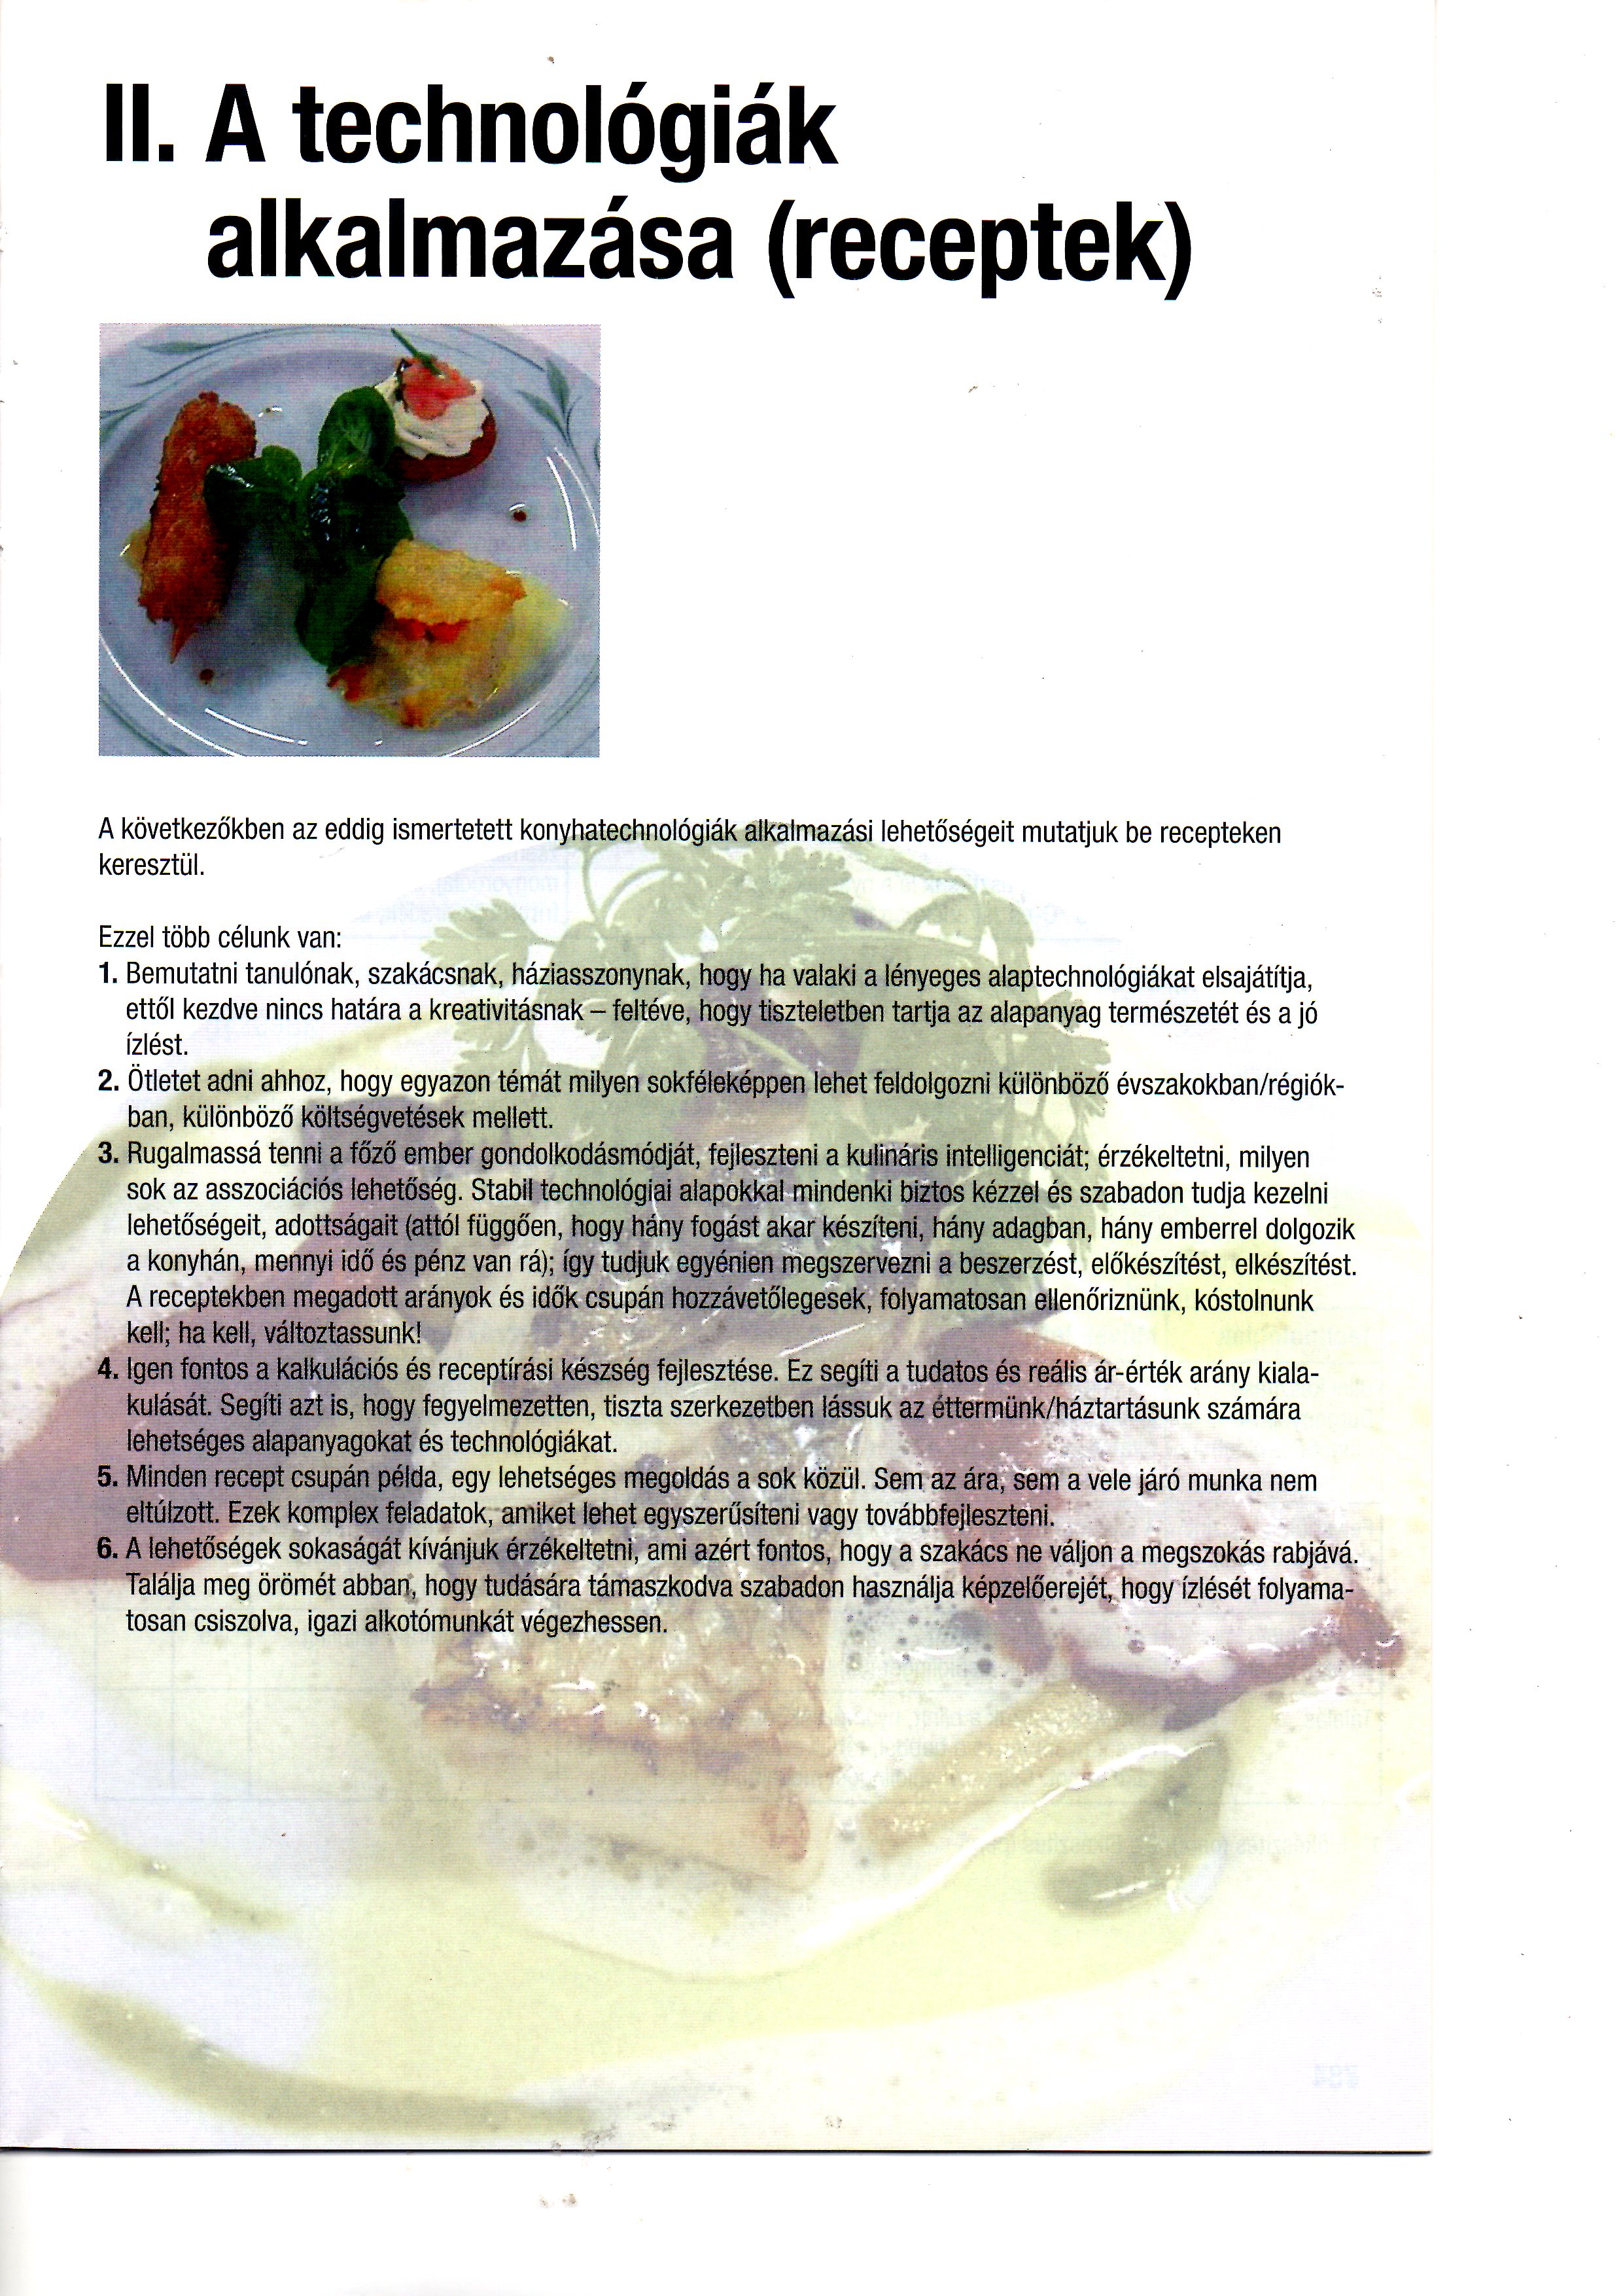 II. A technológiák
alkalmazása (receptek)
A következőkben az eddig ismertetett konyhatechnológiák alkalmazási lehetőségeit mutatjuk be recepteken
keresztül.
Ezzel több célunk van:
1. Bemutatni tanulónak, szakácsnak, háziasszonynak, hogy ha valaki a lényeges alaptechnológiákat elsajátítja,
ettől kezdve nincs határa a kreativitásnak – feltéve, hogy tiszteletben tartja az alapanyag természetét és a jó
ízlést.
2. Ötletet adni ahhoz, hogy egyazon témát milyen sokféleképpen lehet feldolgozni különböző évszakokban/régiók-
ban, különböző költségvetések mellett.
3. Rugalmassá tenni a főző ember gondolkodásmódját, fejleszteni a kulináris intelligenciát; érzékeltetni, milyen
sok az asszociációs lehetőség. Stabil technológiai alapokkal mindenki biztos kézzel és szabadon tudja kezelni
lehetőségeit, adottságait (attól függően, hogy hány fogást akar készíteni, hány adagban, hány emberrel dolgozik
a konyhán, mennyi idő és pénz van rá); így tudjuk egyénien megszervezni a beszerzést, előkészítést, elkészítést.
A receptekben megadott arányok és idők csupán hozzávetőlegesek, folyamatosan ellenőriznünk, kóstolnunk
kell; ha kell, változtassunk!
4. Igen fontos a kalkulációs és receptírási készség fejlesztése. Ez segíti a tudatos és reális ár-érték arány kiala-
kulását. Segíti azt is, hogy fegyelmezetten, tiszta szerkezetben lássuk az éttermünk/háztartásunk számára
lehetséges alapanyagokat és technológiákat.
5. Minden recept csupán példa, egy lehetséges megoldás a sok közül. Sem az ára, sem a vele járó munka nem
eltúlzott. Ezek komplex feladatok, amiket lehet egyszerűsíteni vagy továbbfejleszteni.
6. A lehetőségek sokaságát kívánjuk érzékeltetni, ami azért fontos, hogy a szakács ne váljon a megszokás rabjává.
Találja meg örömét abban, hogy tudására támaszkodva szabadon használja képzelőerejét, hogy ízlését folyama-
tosan csiszolva, igazi alkotómunkát végezhessen.